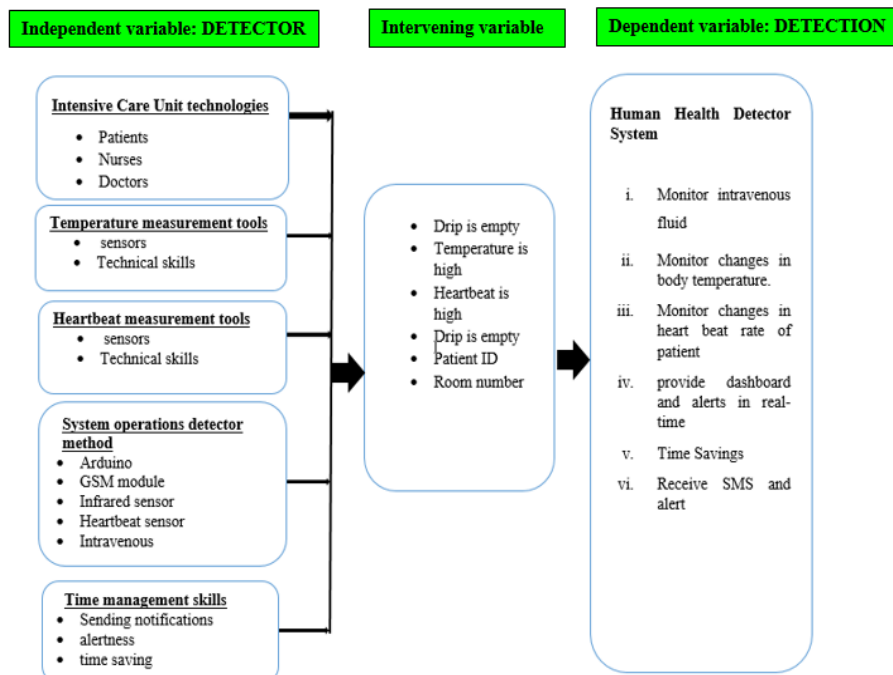 Independent variable: DETECTOR
Intervening variable
Dependent variable: DETECTION
Intensive Care Unit technologies
• Patients
• Nurses
• Doctors
Temperature measurement tools
• sensors
• Technical skills
Heartbeat measurement tools
• sensors
• Technical skills
System operations detector
method
• Arduino
• GSM module
• Infrared sensor
• Heartbeat sensor
• Intravenous
Time management skills
• Sending notifications
• alertness
• time saving
• Drip is empty
• Temperature is
high
• Heartbeat is
high
• Drip is empty
• Patient ID
• Room number
Human Health Detector
System
i. Monitor intravenous
fluid
ii. Monitor changes in
body temperature.
iii. Monitor changes in
heart beat rate of
patient
iv. provide dashboard
and alerts in real-
time
v. Time Savings
vi. Receive SMS and
alert